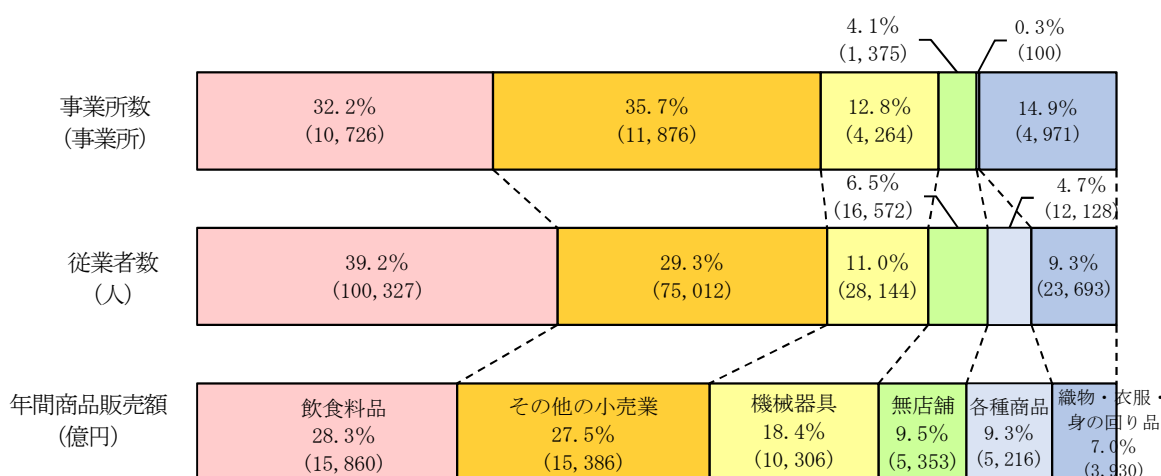 4.1%
(1,375)
0.3%
(100)
事業所数
(事業所)
32.2%
(10,726)
35.7%
(11,876)
12.8%
(4,264)
14.9%
(4,971)
6.5%
(16,572)
4.7%
(12,128)
従業者数
(人)
39.2%
(100,327)
29.3%
(75,012)
11.0%
(28,144)
9.3%
(23,693)
年間商品販売額
(億円)
飲食料品
28.3%
(15,860)
その他の小売業
27.5%
(15,386)
機械器具
18.4%
(10,306)
無店舗
9.5%
(5,353)
各種商品
9.3%
(5,216)
織物・衣服・
身の回り品
7.0%
(3,930)